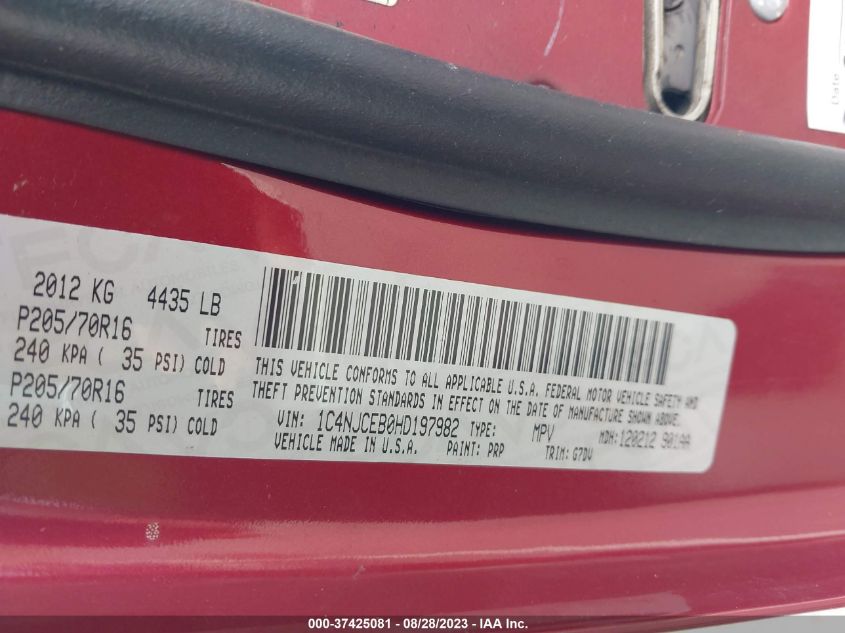 Date
2012 KG 4435 LB
P205/70R16 TIRES
240 KPA ( 35 PSI) COLD
P205/70R16 TIRES
240 KPA ( 35 PSI) COLD
THIS VEHICLE CONFORMS TO ALL APPLICABLE U.S.A. FEDERAL MOTOR VEHICLE SAFETY AND
THEFT PREVENTION STANDARDS IN EFFECT ON THE DATE OF MANUFACTURE SHOWN ABOVE.
VIN: 1C4NJCEB0HD197982 TYPE: MPV MDH: 120212 9019AA
VEHICLE MADE IN U.S.A. PAINT: PRP TRIM: G7DV
000-37425081 - 08/28/2023 - IAA Inc.